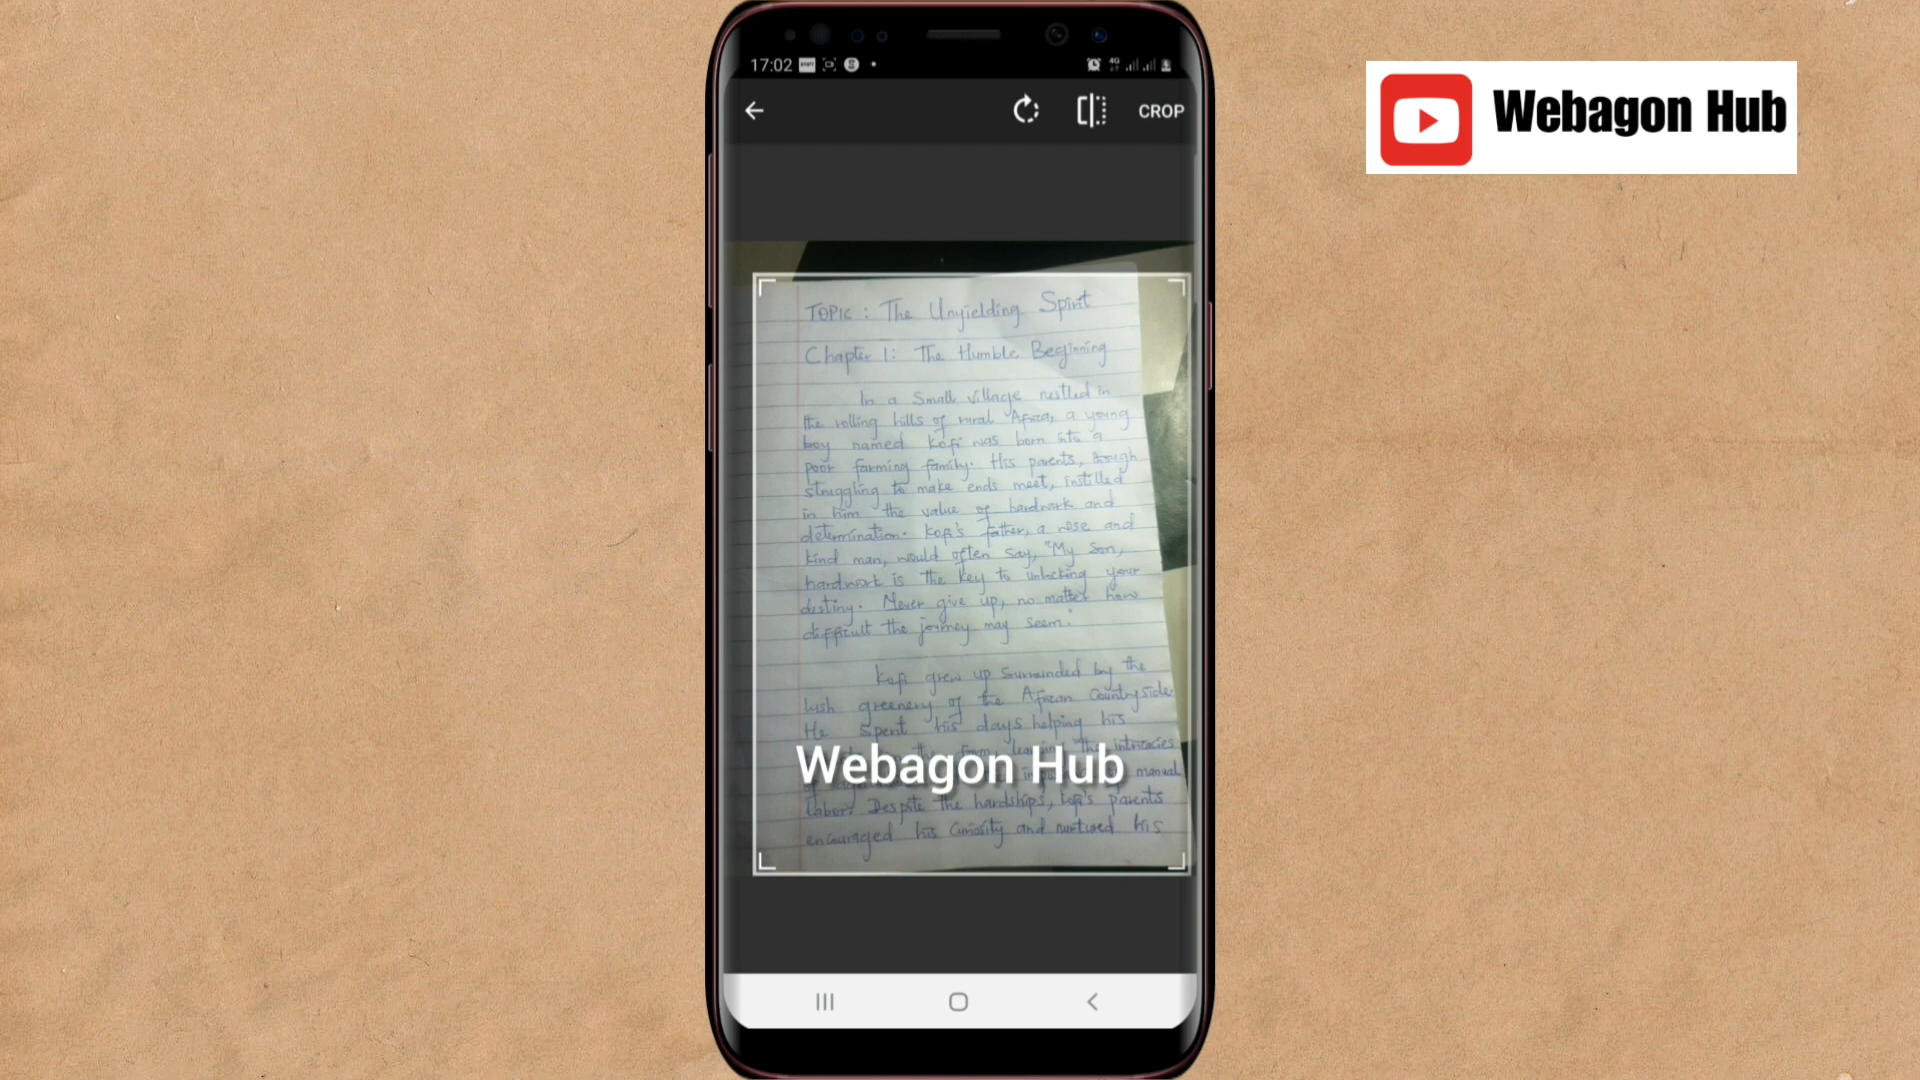 17:02
4G
CROP
Webagon Hub
TOPIC : The Unyielding Spirit
Chapter 1: The Humble Beginning
In a Small village nestled in
the rolling hills of rural Africa, a young
boy named Kofi was born into a
poor farming family. His parents, though
struggling to make ends meet, instilled
in him the value of hardwork and
determination. Kofi's father, a wise and
kind man, would often say, "My Son,
hardwork is the key to unlocking your
destiny. Never give up, no matter how
difficult the journey may seem."
Kofi grew up Surrounded by the
lush greenery of the African Countryside.
He Spent his days helping his
the intricacies
of manual
Webagon Hub
labor. Despite the hardships, Kofi's parents
encouraged his Curiosity and nurtured his